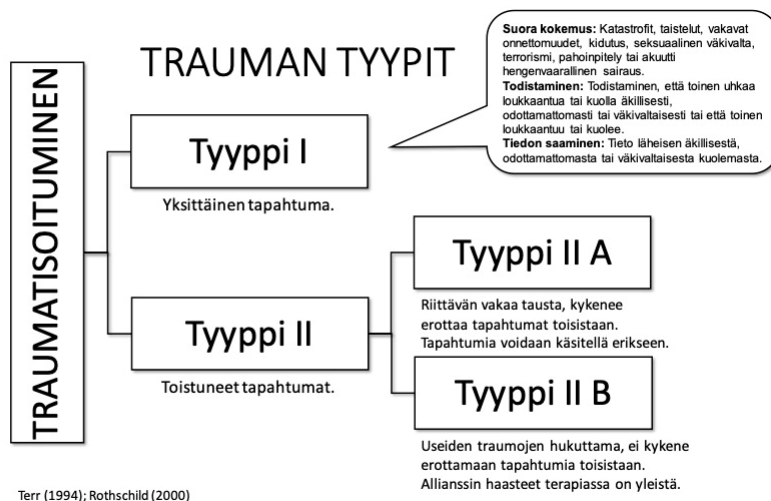 TRAUMATISOITUMINEN
TRAUMAN TYYPIT
Suora kokemus: Katastrofit, taistelut, vakavat
onnettomuudet, kidutus, seksuaalinen väkivalta,
terrorismi, pahoinpitely tai akuutti
hengenvaarallinen sairaus.
Todistaminen: Todistaminen, että toinen uhkaa
loukkaantua tai kuolla äkillisesti,
odottamattomasti tai väkivaltaisesti tai että toinen
loukkaantuu tai kuolee.
Tiedon saaminen: Tieto läheisen äkillisestä,
odottamattomasta tai väkivaltaisesta kuolemasta.
Tyyppi I
Yksittäinen tapahtuma.
Tyyppi II
Toistuneet tapahtumat.
Tyyppi II A
Riittävän vakaa tausta, kykenee
erottaa tapahtumat toisistaan.
Tapahtumia voidaan käsitellä erikseen.
Tyyppi II B
Useiden traumojen hukuttama, ei kykene
erottamaan tapahtumia toisistaan.
Allianssin haasteet terapiassa on yleistä.
Terr (1994); Rothschild (2000)